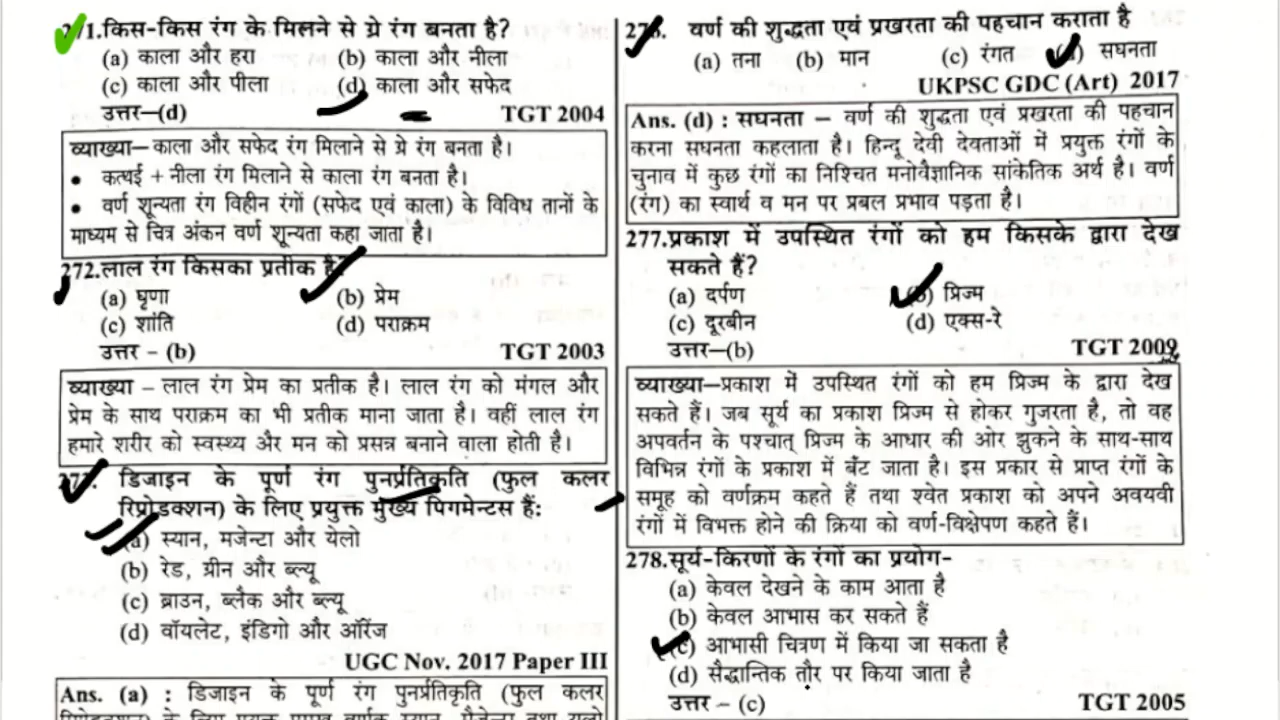 271.किस-किस रंग के मिलने से ग्रे रंग बनता है?
(a) काला और हरा (b) काला और नीला
(c) काला और पीला (d) काला और सफेद
उत्तर—(d) TGT 2004
व्याख्या— काला और सफेद रंग मिलाने से ग्रे रंग बनता है।
• कत्थई + नीला रंग मिलाने से काला रंग बनता है।
• वर्ण शून्यता रंग विहीन रंगों (सफेद एवं काला) के विविध तानों के
माध्यम से चित्र अंकन वर्ण शून्यता कहा जाता है।
272.लाल रंग किसका प्रतीक है?
(a) घृणा (b) प्रेम
(c) शांति (d) पराक्रम
उत्तर - (b) TGT 2003
व्याख्या – लाल रंग प्रेम का प्रतीक है। लाल रंग को मंगल और
प्रेम के साथ पराक्रम का भी प्रतीक माना जाता है। वहीं लाल रंग
हमारे शरीर को स्वस्थ्य और मन को प्रसन्न बनाने वाला होती है।
डिजाइन के पूर्ण रंग पुनर्प्रतिकृति (फुल कलर
रिप्रोडक्शन) के लिए प्रयुक्त मुख्य पिगमेन्टस हैं:
(a) स्यान, मजेन्टा और येलो
(b) रेड, ग्रीन और ब्ल्यू
(c) ब्राउन, ब्लैक और ब्ल्यू
(d) वॉयलेट, इंडिगो और ऑरेंज
UGC Nov. 2017 Paper III
Ans. (a) : डिजाइन के पूर्ण रंग पुनर्प्रतिकृति (फुल कलर
276. वर्ण की शुद्धता एवं प्रखरता की पहचान कराता है
(a) तना (b) मान (c) रंगत (d) सघनता
UKPSC GDC (Art) 2017
Ans. (d) : सघनता – वर्ण की शुद्धता एवं प्रखरता की पहचान
करना सघनता कहलाता है। हिन्दू देवी देवताओं में प्रयुक्त रंगों के
चुनाव में कुछ रंगों का निश्चित मनोवैज्ञानिक सांकेतिक अर्थ है। वर्ण
(रंग) का स्वार्थ व मन पर प्रबल प्रभाव पड़ता है।
277.प्रकाश में उपस्थित रंगों को हम किसके द्वारा देख
सकते हैं?
(a) दर्पण (b) प्रिज्म
(c) दूरबीन (d) एक्स-रे
उत्तर—(b) TGT 2009
व्याख्या—प्रकाश में उपस्थित रंगों को हम प्रिज्म के द्वारा देख
सकते हैं। जब सूर्य का प्रकाश प्रिज्म से होकर गुजरता है, तो वह
अपवर्तन के पश्चात् प्रिज्म के आधार की ओर झुकने के साथ-साथ
विभिन्न रंगों के प्रकाश में बँट जाता है। इस प्रकार से प्राप्त रंगों के
समूह को वर्णक्रम कहते हैं तथा श्वेत प्रकाश को अपने अवयवी
रंगों में विभक्त होने की क्रिया को वर्ण-विक्षेपण कहते हैं।
278.सूर्य-किरणों के रंगों का प्रयोग-
(a) केवल देखने के काम आता है
(b) केवल आभास कर सकते हैं
(c) आभासी चित्रण में किया जा सकता है
(d) सैद्धान्तिक तौर पर किया जाता है
उत्तर – (c) TGT 2005